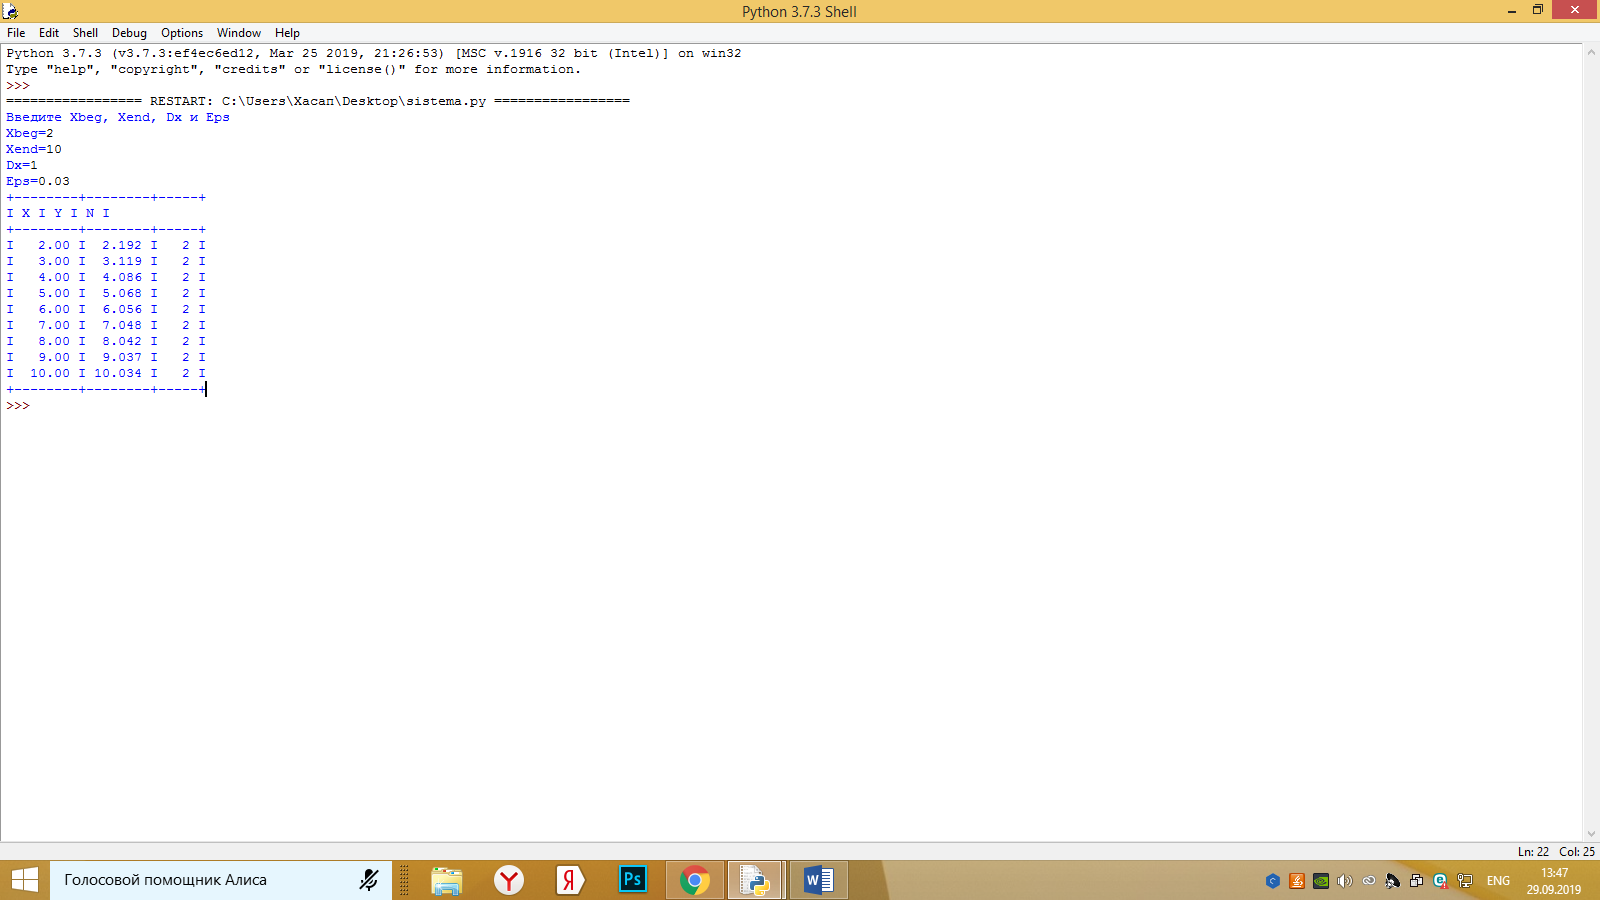 Python 3.7.3 Shell
File Edit Shell Debug Options Window Help
Python 3.7.3 (v3.7.3:ef4ec6ed12, Mar 25 2019, 21:26:53) [MSC v.1916 32 bit (Intel)] on win32
Type "help", "copyright", "credits" or "license()" for more information.
>>>
================= RESTART: C:\Users\Хасап\Desktop\sistema.py =================
Введите Xbeg, Xend, Dx и Eps
Xbeg=2
Xend=10
Dx=1
Eps=0.03
+--------+--------+-----+
I X I Y I N I
+--------+--------+-----+
I   2.00 I  2.192 I   2 I
I   3.00 I  3.119 I   2 I
I   4.00 I  4.086 I   2 I
I   5.00 I  5.068 I   2 I
I   6.00 I  6.056 I   2 I
I   7.00 I  7.048 I   2 I
I   8.00 I  8.042 I   2 I
I   9.00 I  9.037 I   2 I
I  10.00 I 10.034 I   2 I
+--------+--------+-----+
>>>
Ln: 22 Col: 25
Голосовой помощник Алиса
Y
Я
Ps
W
ENG
13:47
29.09.2019